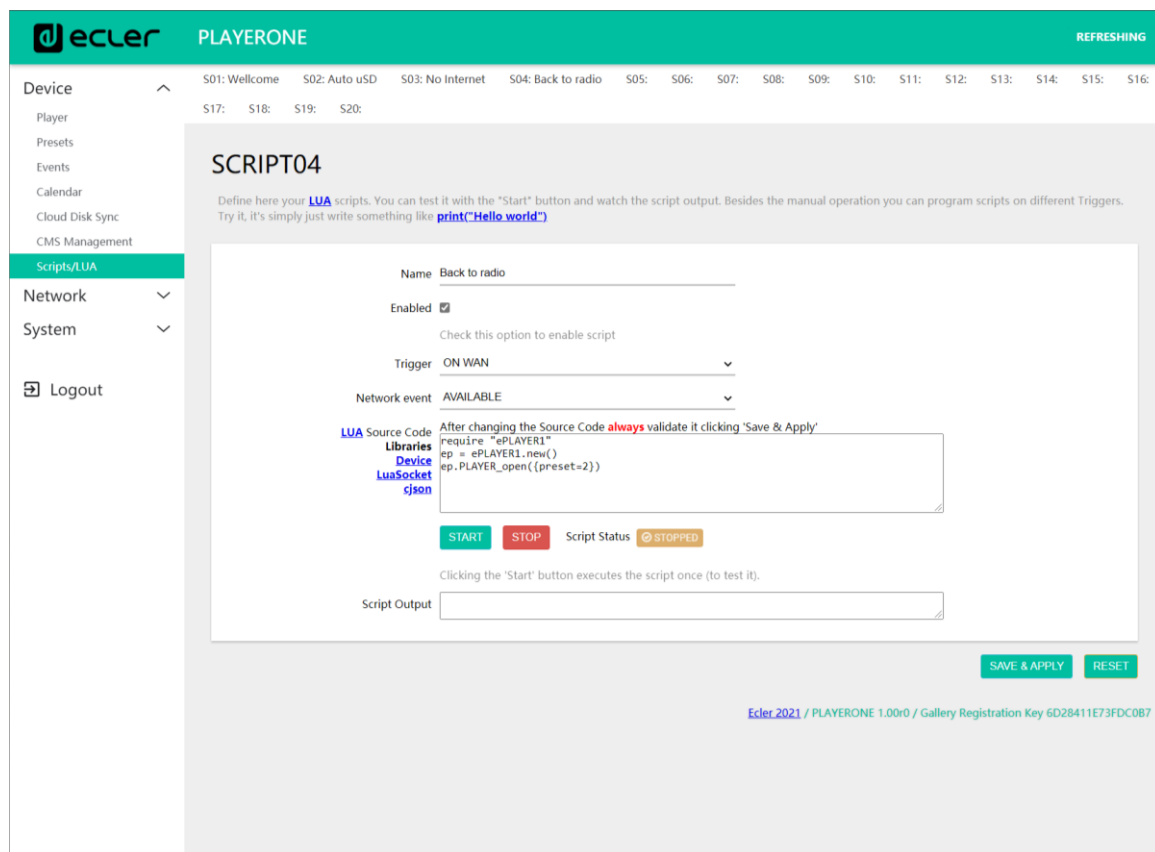 ecler
PLAYERONE
REFRESHING
Device
Player
Presets
Events
Calendar
Cloud Disk Sync
CMS Management
Scripts/LUA
Network
System
Logout
S01: Wellcome S02: Auto uSD S03: No Internet S04: Back to radio S05: S06: S07: S08: S09: S10: S11: S12: S13: S14: S15: S16:
S17: S18: S19: S20:
SCRIPT04
Define here your LUA scripts. You can test it with the "Start" button and watch the script output. Besides the manual operation you can program scripts on different Triggers.
Try it, it's simply just write something like print("Hello world")
Name Back to radio
Enabled
Check this option to enable script
Trigger ON WAN
Network event AVAILABLE
After changing the Source Code always validate it clicking 'Save & Apply'
LUA Source Code
Libraries
Device
LuaSocket
cjson
require "ePLAYER1"
ep = ePLAYER1.new()
ep.PLAYER_open({preset=2})
START STOP Script Status STOPPED
Clicking the 'Start' button executes the script once (to test it).
Script Output
SAVE & APPLY RESET
Ecler 2021 / PLAYERONE 1.00r0 / Gallery Registration Key 6D28411E73FDC0B7